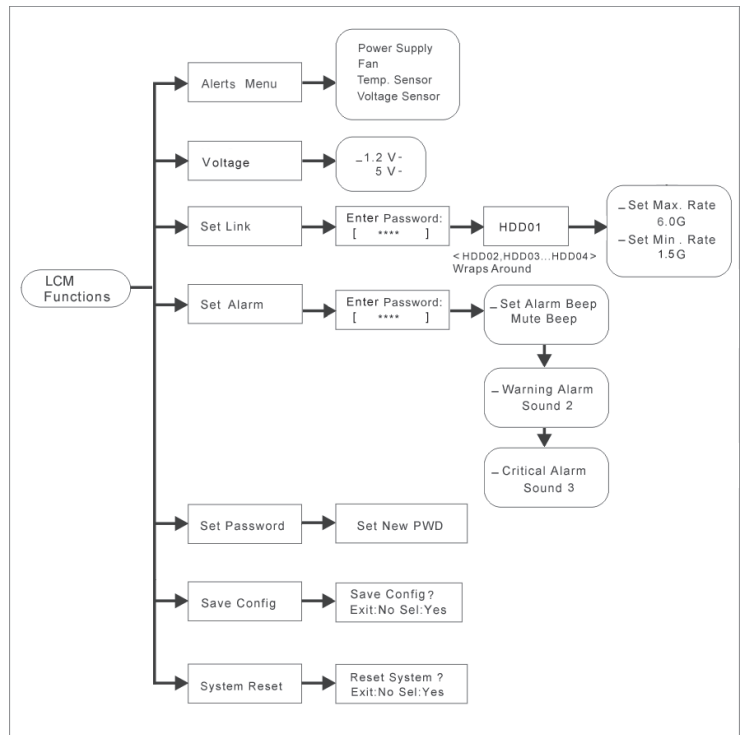 LCM
Functions
Alerts Menu
Power Supply
Fan
Temp. Sensor
Voltage Sensor
Voltage
–1.2 V-
5 V-
Set Link
Enter Password:
[ **** ]
HDD01
<HDD02,HDD03...HDD04>
Wraps Around
– Set Max. Rate
6.0G
– Set Min . Rate
1.5G
Set Alarm
Enter Password:
[ **** ]
– Set Alarm Beep
Mute Beep
– Warning Alarm
Sound 2
– Critical Alarm
Sound 3
Set Password
Set New PWD
Save Config
Save Config?
Exit:No Sel:Yes
System Reset
Reset System ?
Exit:No Sel:Yes